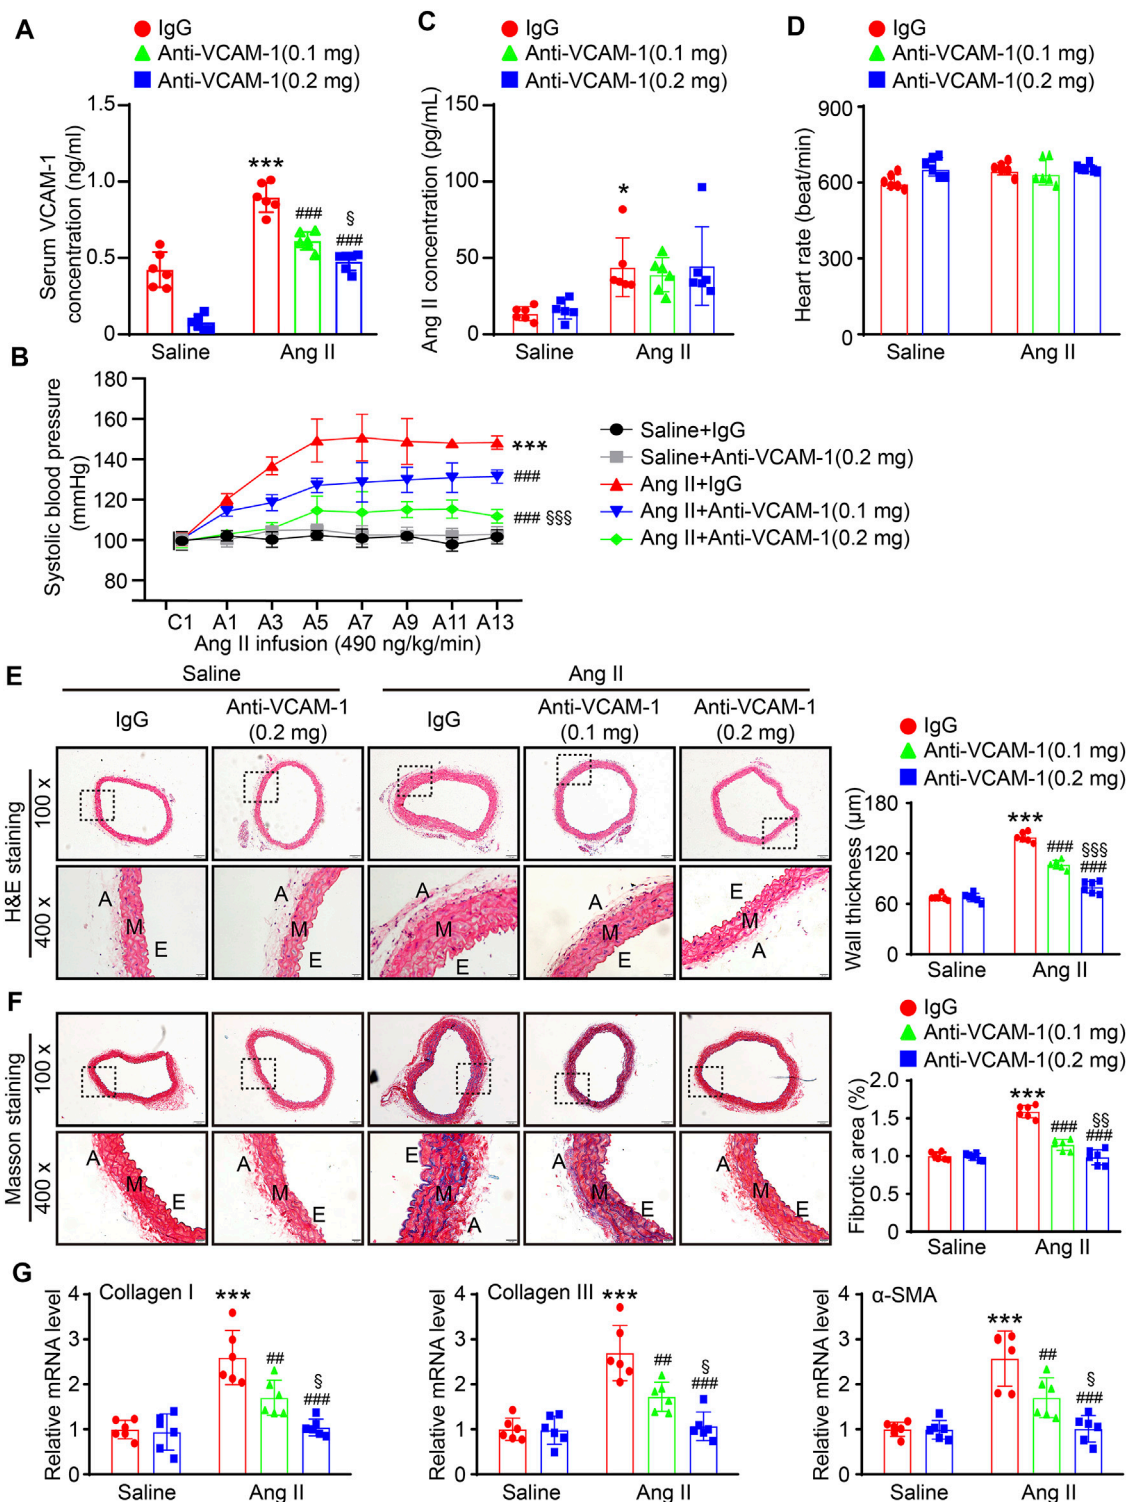 A
IgG
Anti-VCAM-1(0.1 mg)
Anti-VCAM-1(0.2 mg)
Serum VCAM-1
concentration (ng/ml)
1.5
1.0
0.5
0
***
###
§
###
Saline
Ang II
C
IgG
Anti-VCAM-1(0.1 mg)
Anti-VCAM-1(0.2 mg)
Ang II concentration (pg/mL)
150
100
50
0
*
Saline
Ang II
D
IgG
Anti-VCAM-1(0.1 mg)
Anti-VCAM-1(0.2 mg)
Heart rate (beat/min)
900
600
300
0
Saline
Ang II
B
Systolic blood pressure
(mmHg)
180
160
140
120
100
80
***
###
### §§§
C1 A1 A3 A5 A7 A9 A11 A13
Ang II infusion (490 ng/kg/min)
Saline+IgG
Saline+Anti-VCAM-1(0.2 mg)
Ang II+IgG
Ang II+Anti-VCAM-1(0.1 mg)
Ang II+Anti-VCAM-1(0.2 mg)
E
Saline
Ang II
IgG
Anti-VCAM-1
(0.2 mg)
IgG
Anti-VCAM-1
(0.1 mg)
Anti-VCAM-1
(0.2 mg)
H&E staining
100 x
400 x
A
M
E
A
M
E
A
M
E
A
M
E
E
M
A
IgG
Anti-VCAM-1(0.1 mg)
Anti-VCAM-1(0.2 mg)
Wall thickness (μm)
180
120
60
0
***
###
§§§
###
Saline
Ang II
F
Masson staining
100 x
400 x
A
M
E
A
M
E
E
M
A
A
M
E
A
M
E
IgG
Anti-VCAM-1(0.1 mg)
Anti-VCAM-1(0.2 mg)
Fibrotic area (%)
2.0
1.5
1.0
0.5
0
***
###
§§
###
Saline
Ang II
G
Collagen I
Relative mRNA level
4
3
2
1
0
***
##
§
###
Saline
Ang II
Collagen III
Relative mRNA level
4
3
2
1
0
***
##
§
###
Saline
Ang II
α-SMA
Relative mRNA level
4
3
2
1
0
***
##
§
###
Saline
Ang II